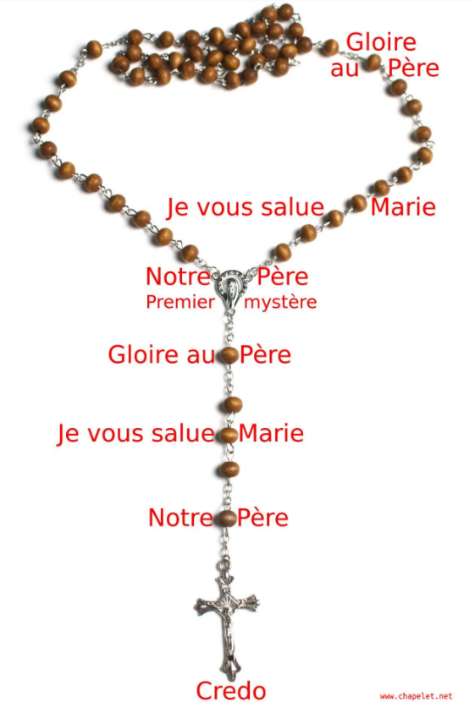 Gloire
au Père
Je vous salue Marie
Notre Père
Premier mystère
Gloire au Père
Je vous salue Marie
Notre Père
Credo
www.chapelet.net